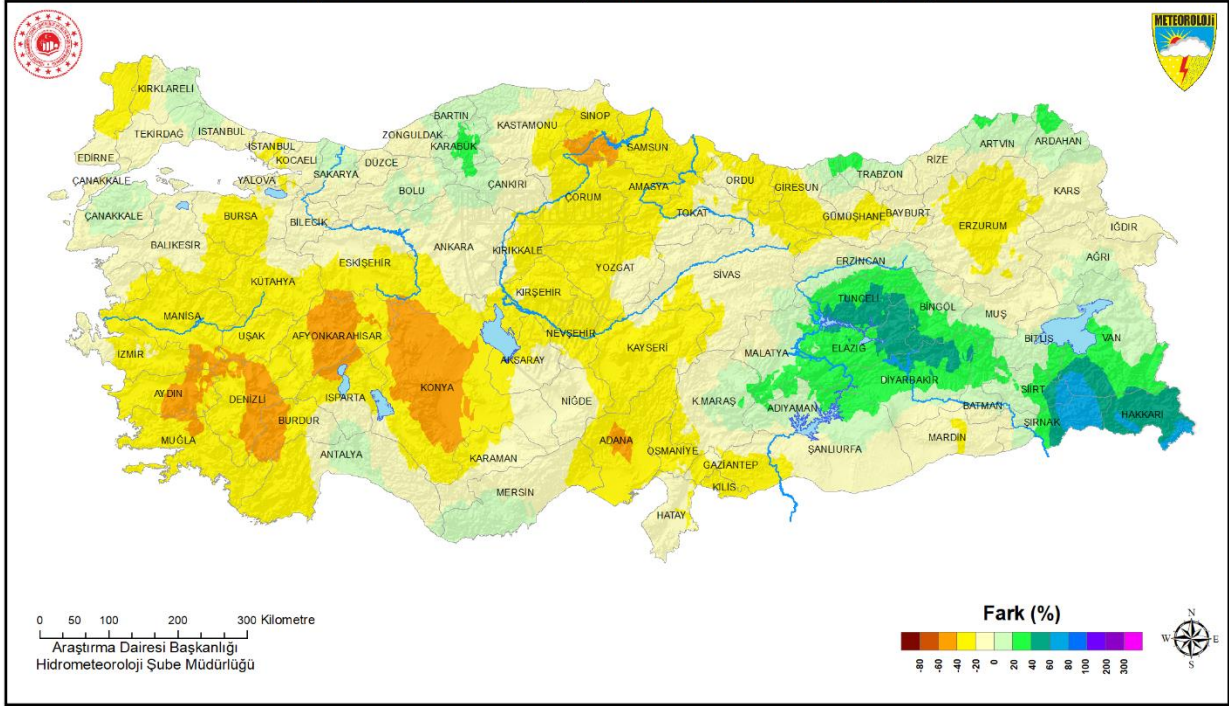 METEOROLOJİ
KIRKLARELİ
TEKİRDAĞ
İSTANBUL
EDİRNE
İSTANBUL
KOCAELİ
ÇANAKKALE
YALOVA
SAKARYA
DÜZCE
BARTIN
ZONGULDAK
KARABÜK
KASTAMONU
SİNOP
SAMSUN
BOLU
ÇANKIRI
ÇORUM
AMASYA
TOKAT
ORDU
GİRESUN
TRABZON
RİZE
ARTVİN
ARDAHAN
KARS
GÜMÜŞHANE
BAYBURT
ERZURUM
IĞDIR
AĞRI
ÇANAKKALE
BURSA
BİLECİK
BALIKESİR
ESKİŞEHİR
ANKARA
KIRIKKALE
YOZGAT
SİVAS
ERZİNCAN
KÜTAHYA
KIRŞEHİR
TUNCELİ
BİNGÖL
MUŞ
BİTLİS
VAN
MANİSA
UŞAK
AFYONKARAHİSAR
NEVŞEHİR
KAYSERİ
MALATYA
ELAZIĞ
İZMİR
AKSARAY
DİYARBAKIR
SİİRT
AYDIN
DENİZLİ
ISPARTA
KONYA
NİĞDE
K.MARAŞ
ADIYAMAN
BATMAN
ŞIRNAK
HAKKARİ
BURDUR
MUĞLA
ANTALYA
KARAMAN
ADANA
OSMANİYE
GAZİANTEP
ŞANLIURFA
MARDİN
KİLİS
MERSİN
HATAY
0 50 100 200 300 Kilometre
Araştırma Dairesi Başkanlığı
Hidrometeoroloji Şube Müdürlüğü
Fark (%)
-80 -60 -40 -20 0 20 40 60 80 100 200 300
N
W E
S